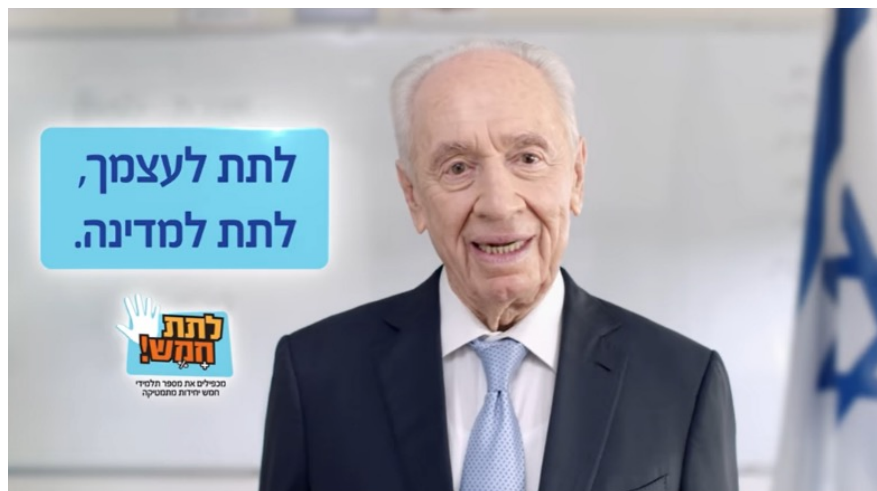 לתת לעצמך,
לתת למדינה.
לתת
חמש!
מכפילים את מספר תלמידי
חמש יחידות מתמטיקה